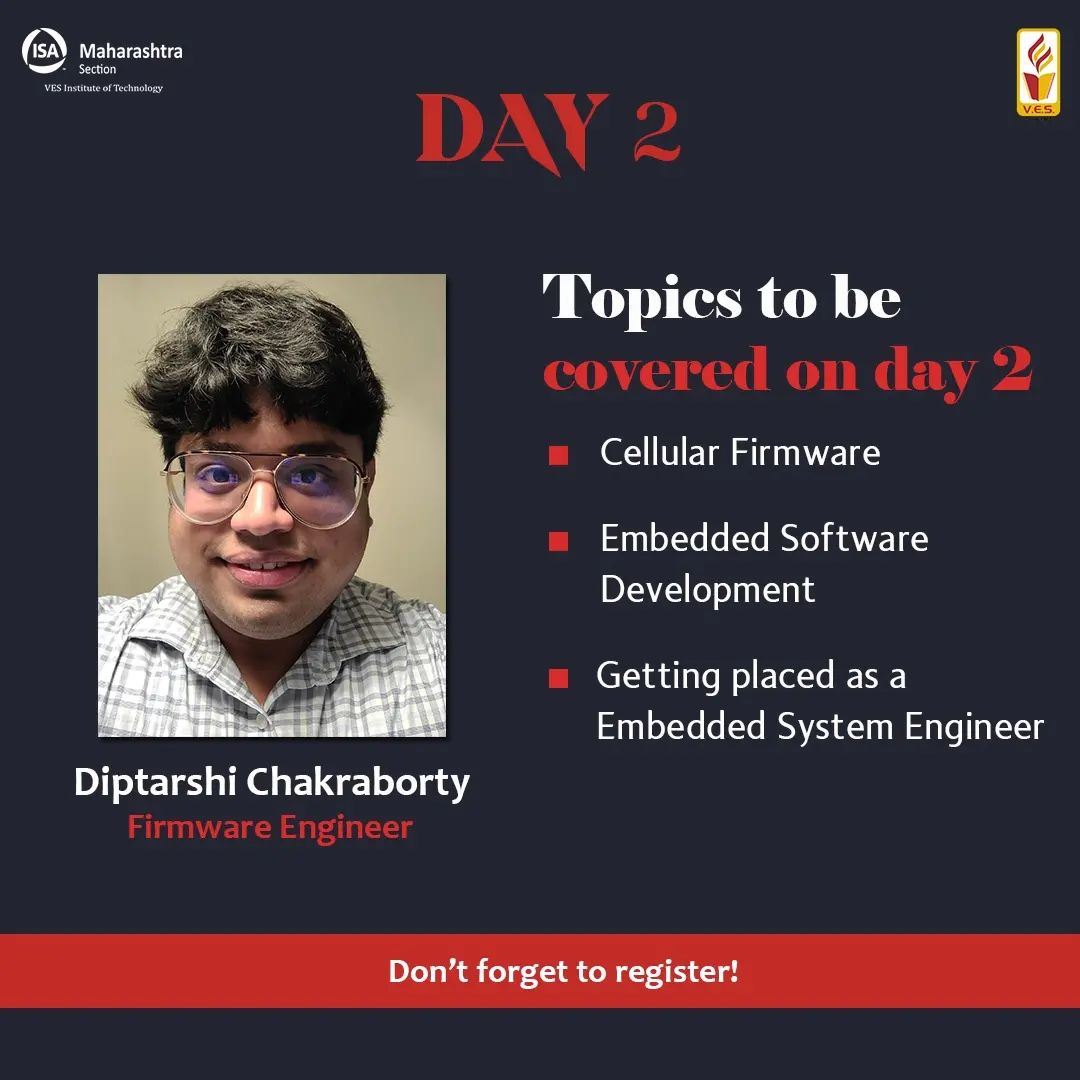 ISA Maharashtra
Section
VES Institute of Technology
V.E.S.
DAY 2
Topics to be
covered on day 2
Cellular Firmware
Embedded Software
Development
Getting placed as a
Embedded System Engineer
Diptarshi Chakraborty
Firmware Engineer
Don't forget to register!